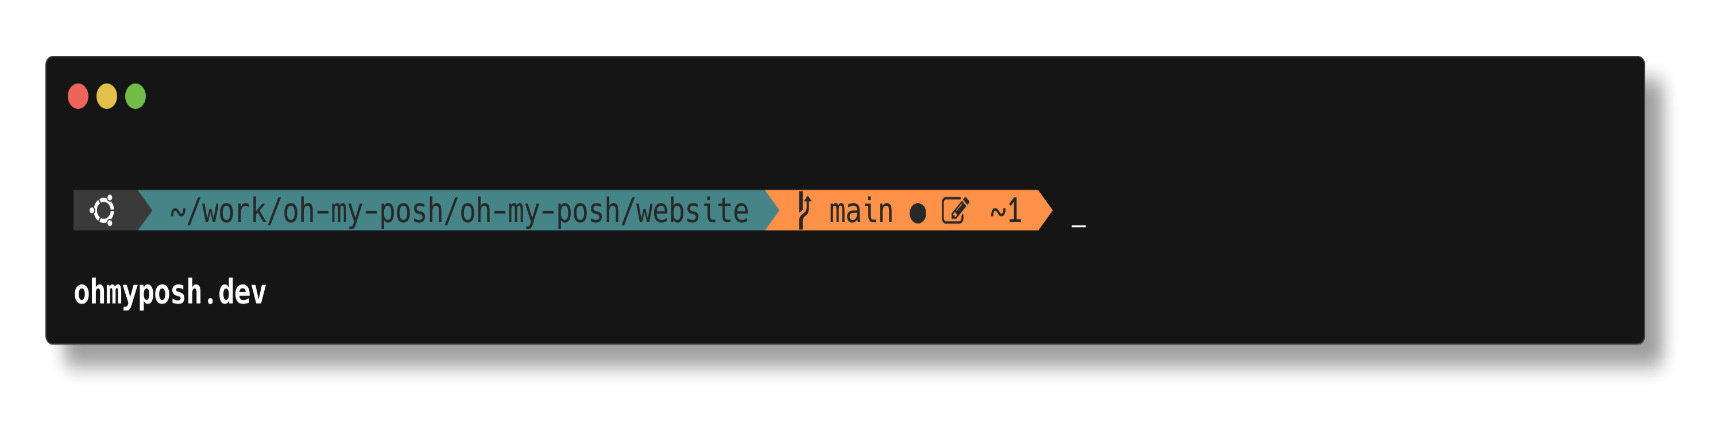 ~/work/oh-my-posh/oh-my-posh/website main ● ~1 _
ohmyposh.dev